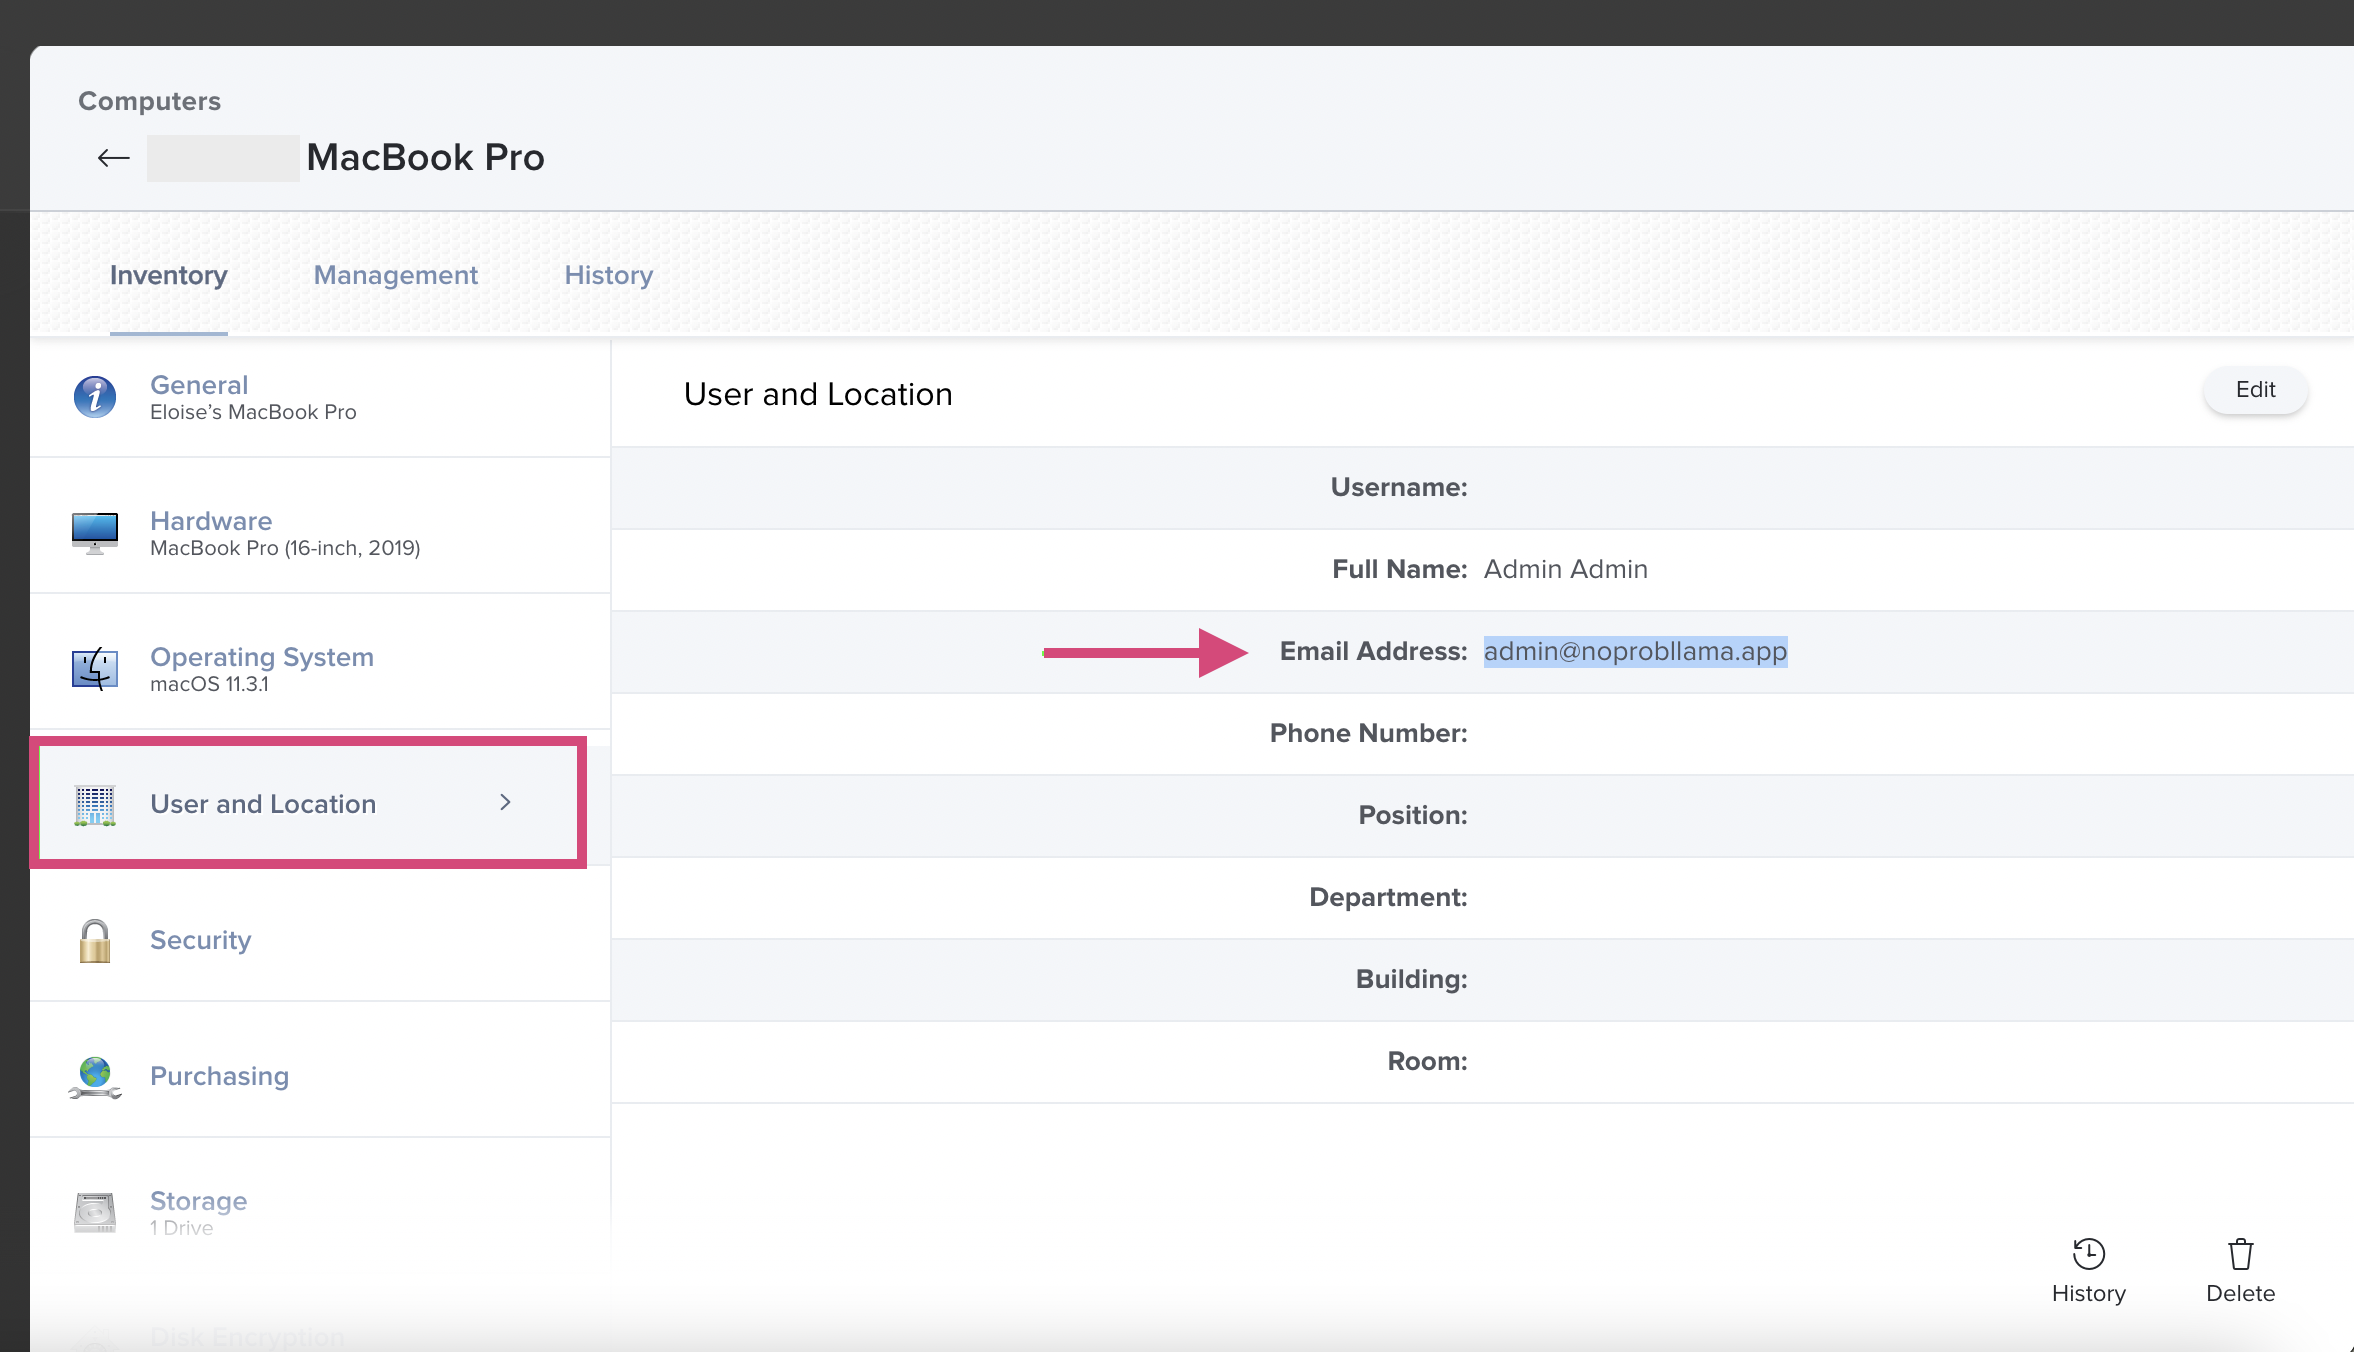 Computers
MacBook Pro
Inventory
Management
History
General
Eloise’s MacBook Pro
Hardware
MacBook Pro (16-inch, 2019)
Operating System
macOS 11.3.1
User and Location
Security
Purchasing
Storage
1 Drive
Disk Encryption
User and Location
Edit
Username:
Full Name: Admin Admin
Email Address: admin@noprobllama.app
Phone Number:
Position:
Department:
Building:
Room:
History
Delete